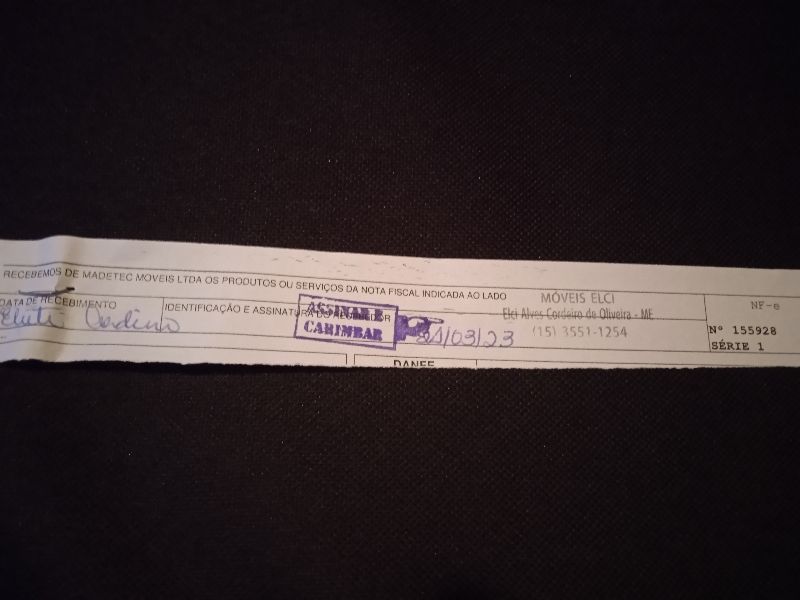 RECEBEMOS DE MADETEC MOVEIS LTDA OS PRODUTOS OU SERVIÇOS DA NOTA FISCAL INDICADA AO LADO
MÓVEIS ELCI
Elci Alves Cordeiro de Oliveira - ME
(15) 3551-1254
NF-e
Nº 155928
SÉRIE 1
DATA DE RECEBIMENTO
IDENTIFICAÇÃO E ASSINATURA DO RECEBEDOR
ASSINAR E
CARIMBAR
/03/23
DANFE